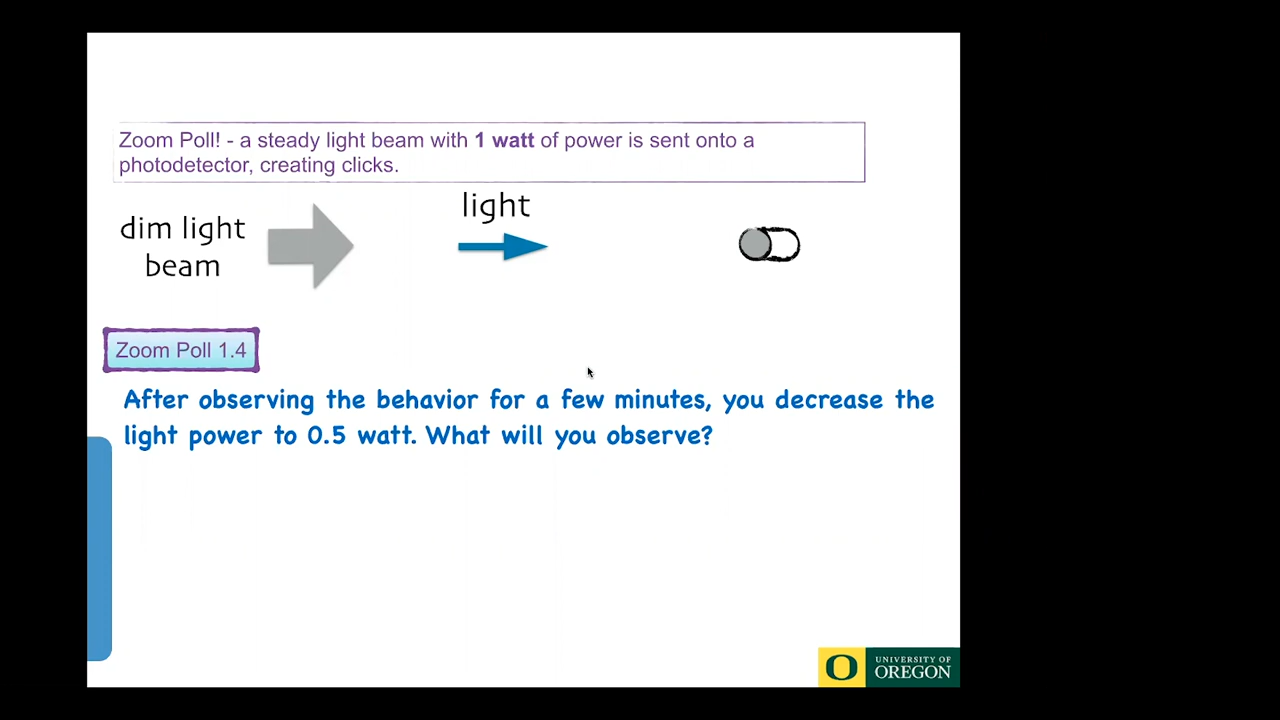 Zoom Poll! - a steady light beam with 1 watt of power is sent onto a
photodetector, creating clicks.
dim light
beam
light
Zoom Poll 1.4
After observing the behavior for a few minutes, you decrease the
light power to 0.5 watt. What will you observe?
O
UNIVERSITY OF
OREGON